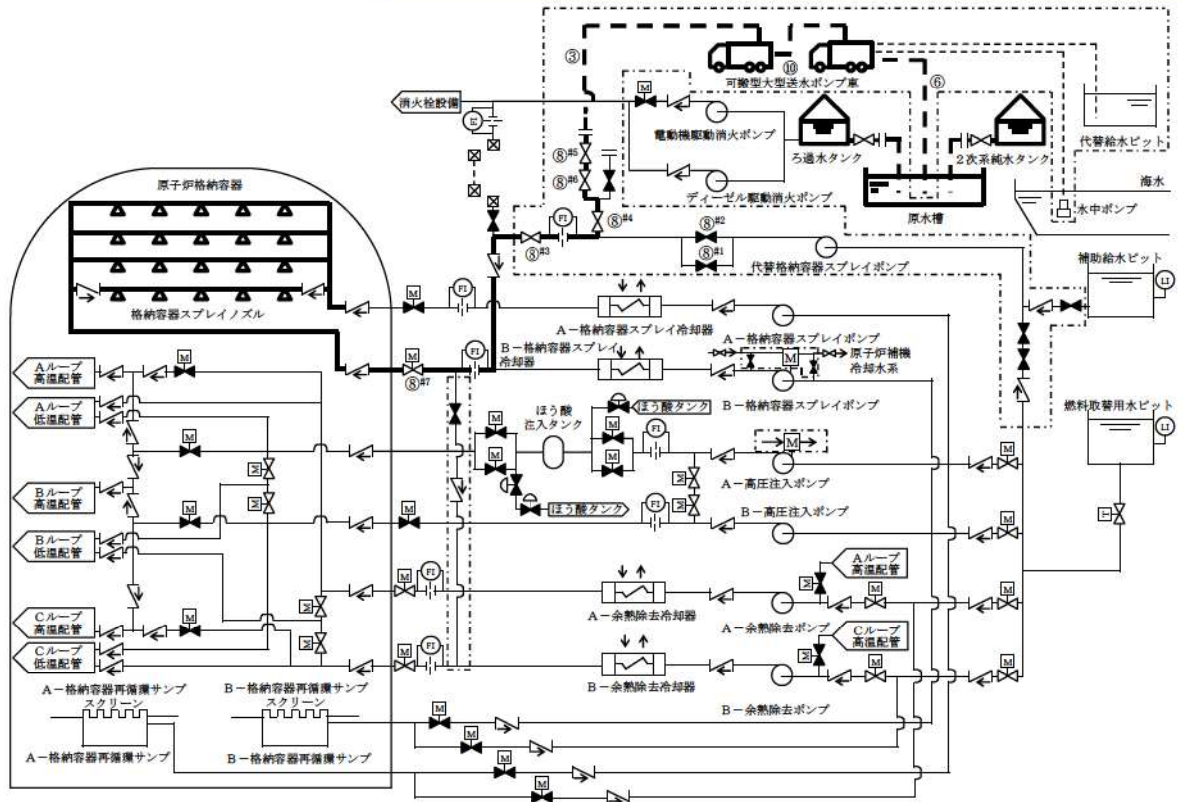 ③
⑩
可搬型大型送水ポンプ車
⑥
消火栓設備
M
FI
電動機駆動消火ポンプ
ろ過水タンク
2次系純水タンク
代替給水ピット
⑧#5
⑧#6
ディーゼル駆動消火ポンプ
原水槽
海水
水中ポンプ
原子炉格納容器
⑧#4
FI
⑧#3
⑧#2
⑧#1
代替格納容器スプレイポンプ
補助給水ピット
LI
格納容器スプレイノズル
M
FI
A-格納容器スプレイ冷却器
A-格納容器スプレイポンプ
B-格納容器スプレイ
冷却器
M
原子炉補機
冷却水系
M
⑧#7
FI
B-格納容器スプレイポンプ
Aループ
高温配管
M
Aループ
低温配管
ほう酸
注入タンク
ほう酸タンク
燃料取替用水ピット
LI
M
M
M
M
M
FI
M
M
M
A-高圧注入ポンプ
M
Bループ
高温配管
M
M
M
ほう酸タンク
FI
M
M
B-高圧注入ポンプ
M
T
Bループ
低温配管
Aループ
高温配管
M
FI
M
M
M
A-余熱除去冷却器
A-余熱除去ポンプ
M
Cループ
高温配管
M
M
Cループ
高温配管
Cループ
低温配管
M
FI
M
M
M
B-余熱除去冷却器
B-余熱除去ポンプ
A-格納容器再循環サンプ
スクリーン
B-格納容器再循環サンプ
スクリーン
M
A-格納容器再循環サンプ
B-格納容器再循環サンプ
M
M
M